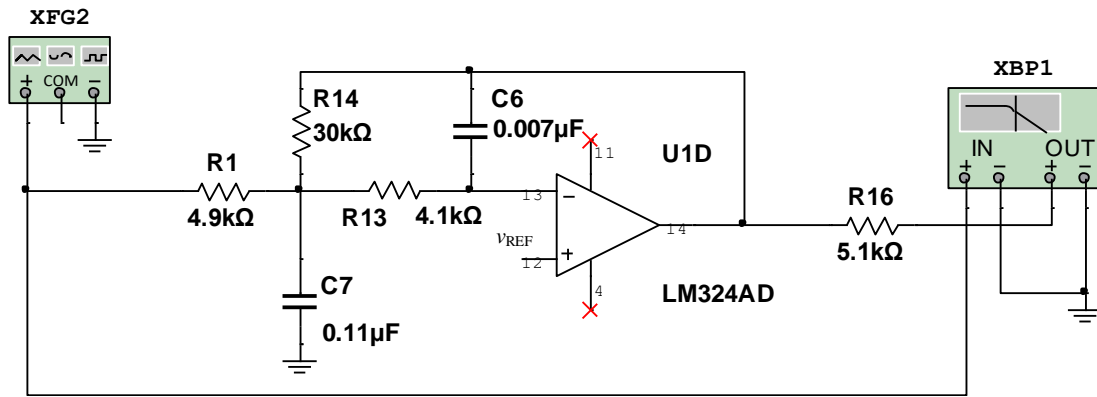 XFG2
COM
XBP1
IN
OUT
R14
30kΩ
C6
0.007µF
11
U1D
R1
4.9kΩ
R13
4.1kΩ
13
vREF
12
14
R16
5.1kΩ
4
LM324AD
C7
0.11µF